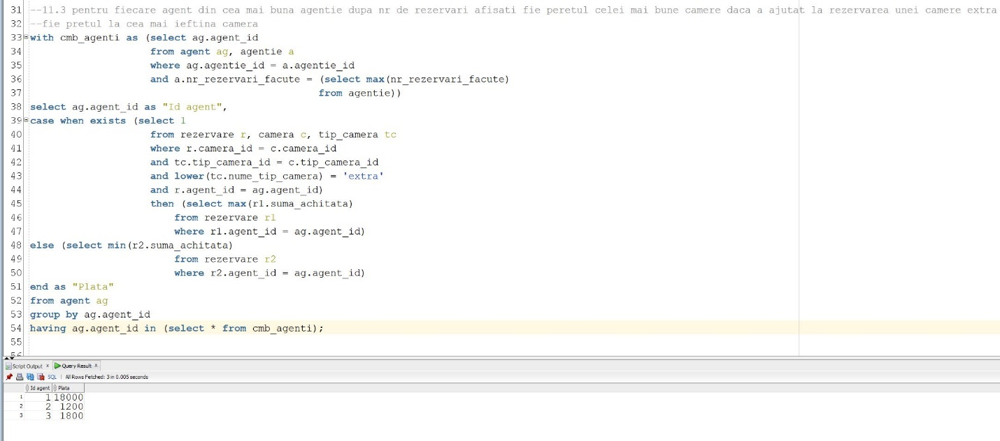 31 --11.3 pentru fiecare agent din cea mai buna agentie dupa nr de rezervari afisati fie peretul celei mai bune camere daca a ajutat la rezervarea unei camere extra
32 --fie pretul la cea mai ieftina camera
33 with cmb_agenti as (select ag.agent_id
34 from agent ag, agentie a
35 where ag.agentie_id = a.agentie_id
36 and a.nr_rezervari_facute = (select max(nr_rezervari_facute)
37 from agentie))
38 select ag.agent_id as "Id agent",
39 case when exists (select 1
40 from rezervare r, camera c, tip_camera tc
41 where r.camera_id = c.camera_id
42 and tc.tip_camera_id = c.tip_camera_id
43 and lower(tc.nume_tip_camera) = 'extra'
44 and r.agent_id = ag.agent_id)
45 then (select max(r1.suma_achitata)
46 from rezervare r1
47 where r1.agent_id = ag.agent_id)
48 else (select min(r2.suma_achitata)
49 from rezervare r2
50 where r2.agent_id = ag.agent_id)
51 end as "Plata"
52 from agent ag
53 group by ag.agent_id
54 having ag.agent_id in (select * from cmb_agenti);
55
56
Script Output x Query Result x
SQL | All Rows Fetched: 3 in 0.005 seconds
Id agent Plata
1 1 18000
2 2 1200
3 3 1800